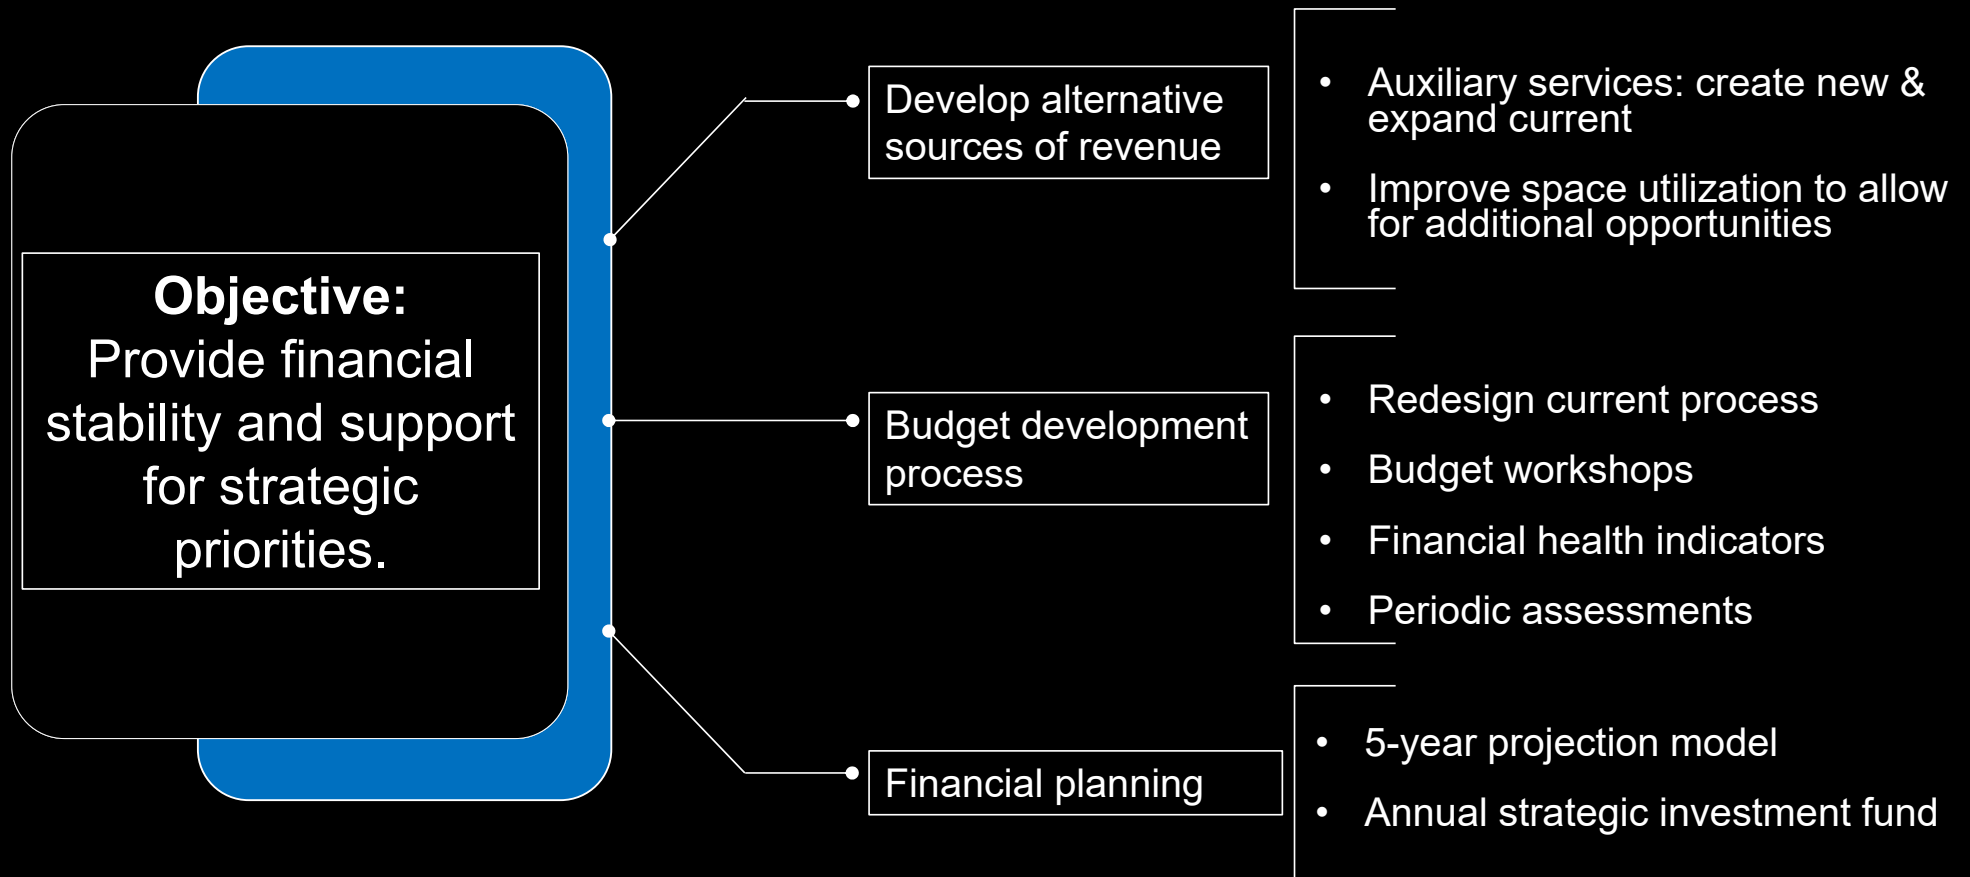 Objective:
Provide financial
stability and support
for strategic
priorities.
Develop alternative
sources of revenue
• Auxiliary services: create new &
expand current
• Improve space utilization to allow
for additional opportunities
Budget development
process
• Redesign current process
• Budget workshops
• Financial health indicators
• Periodic assessments
Financial planning
• 5-year projection model
• Annual strategic investment fund